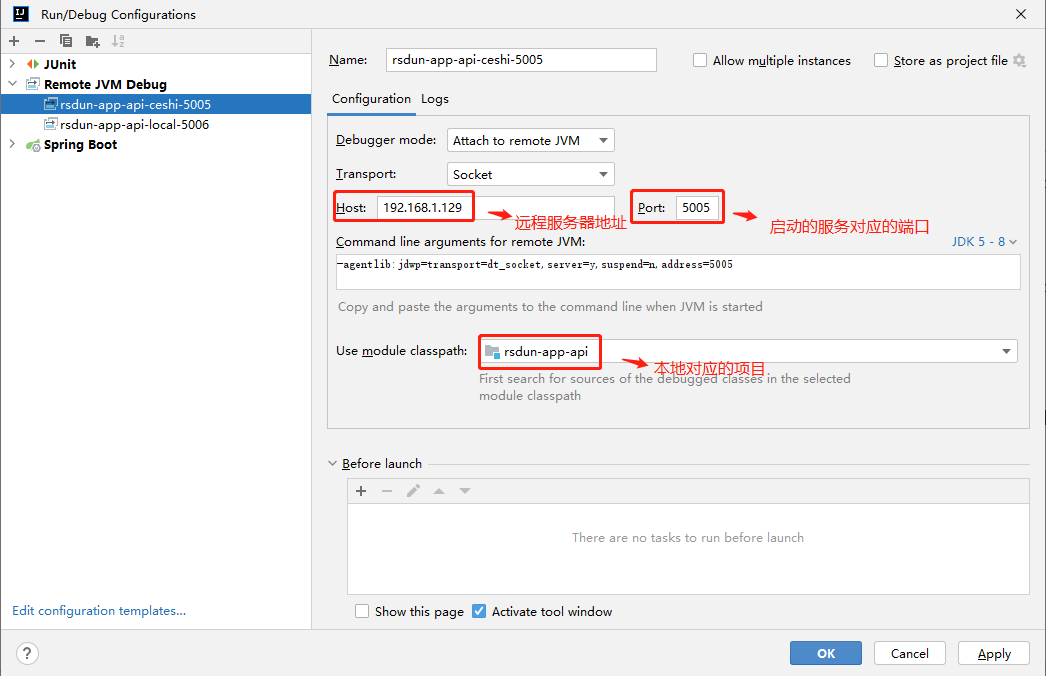 Run/Debug Configurations
JUnit
Remote JVM Debug
rsdun-app-api-ceshi-5005
rsdun-app-api-local-5006
Spring Boot
Edit configuration templates...
Name: rsdun-app-api-ceshi-5005
Allow multiple instances
Store as project file
Configuration Logs
Debugger mode: Attach to remote JVM
Transport: Socket
Host: 192.168.1.129
远程服务器地址
Port: 5005
启动的服务对应的端口
Command line arguments for remote JVM:
JDK 5 - 8
-agentlib:jdwp=transport=dt_socket,server=y,suspend=n,address=5005
Copy and paste the arguments to the command line when JVM is started
Use module classpath: rsdun-app-api
本地对应的项目
First search for sources of the debugged classes in the selected
module classpath
Before launch
There are no tasks to run before launch
Show this page Activate tool window
? OK Cancel Apply